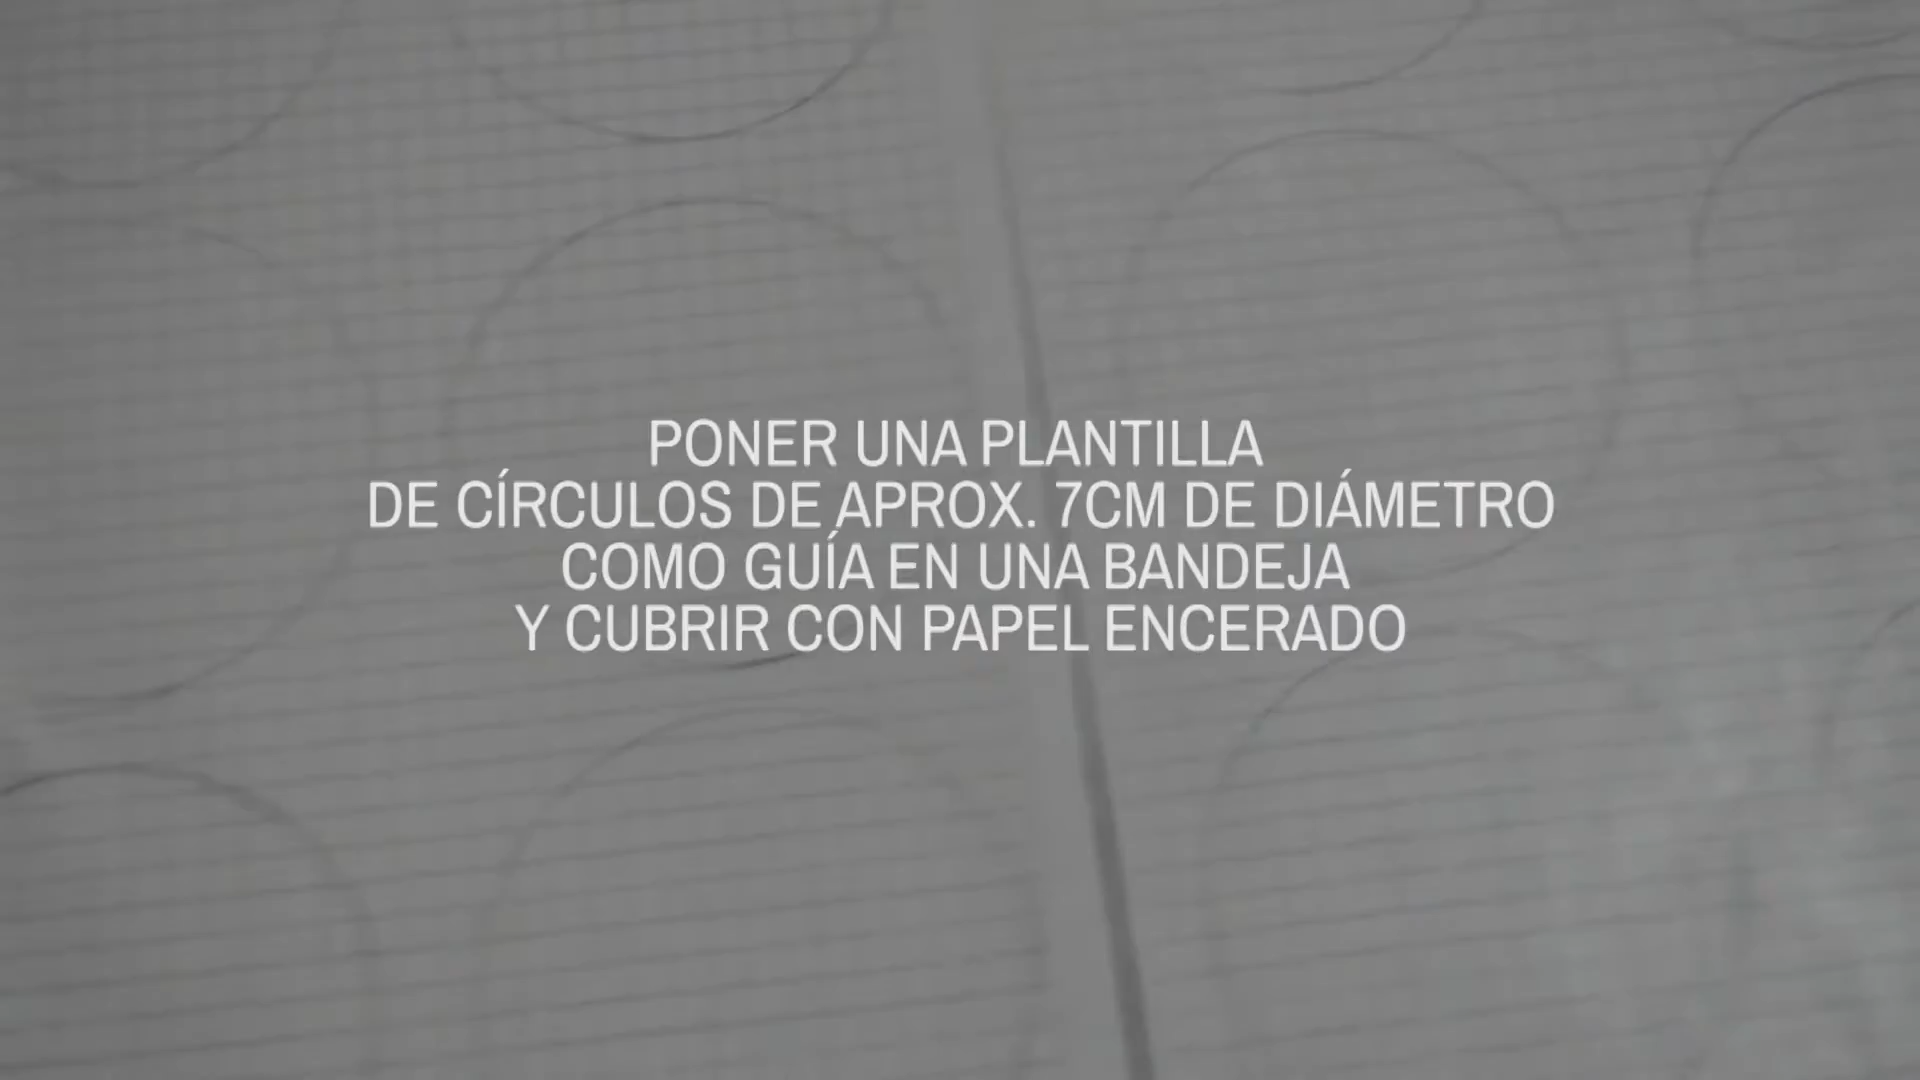 PONER UNA PLANTILLA
DE CÍRCULOS DE APROX. 7CM DE DIÁMETRO
COMO GUÍA EN UNA BANDEJA
Y CUBRIR CON PAPEL ENCERADO